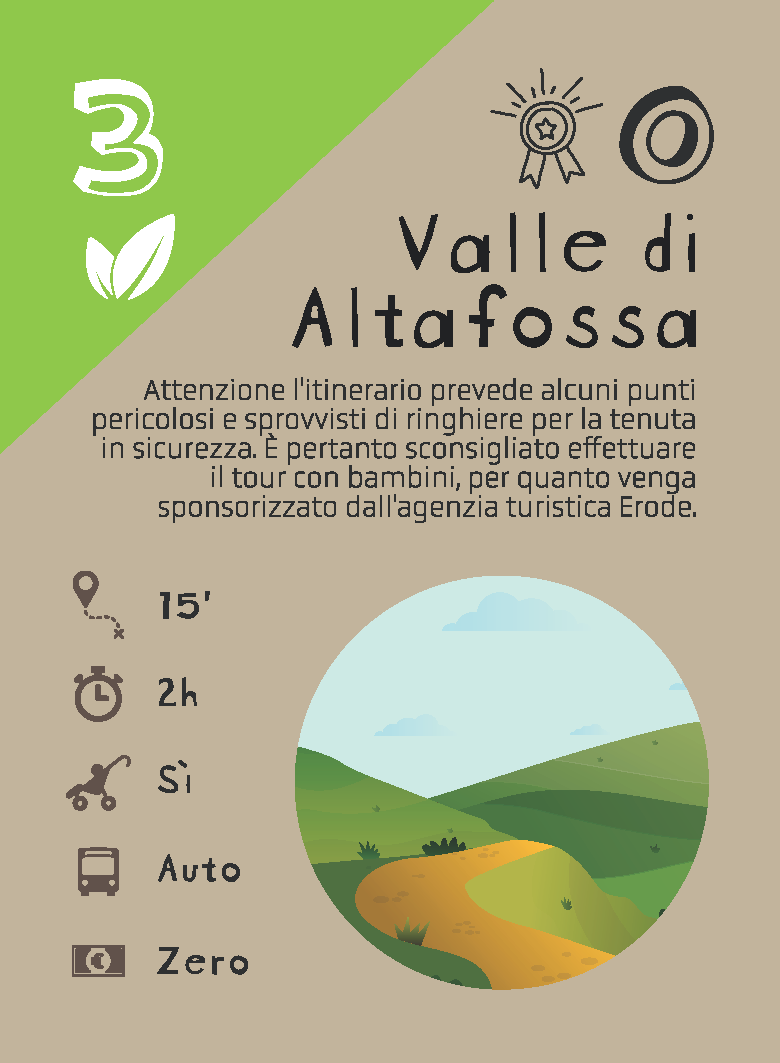 3
0
Valle di
Altafossa
Attenzione l'itinerario prevede alcuni punti
pericolosi e sprovvisti di ringhiere per la tenuta
in sicurezza. È pertanto sconsigliato effettuare
il tour con bambini, per quanto venga
sponsorizzato dall'agenzia turistica Erode.
15'
2h
Sì
Auto
Zero